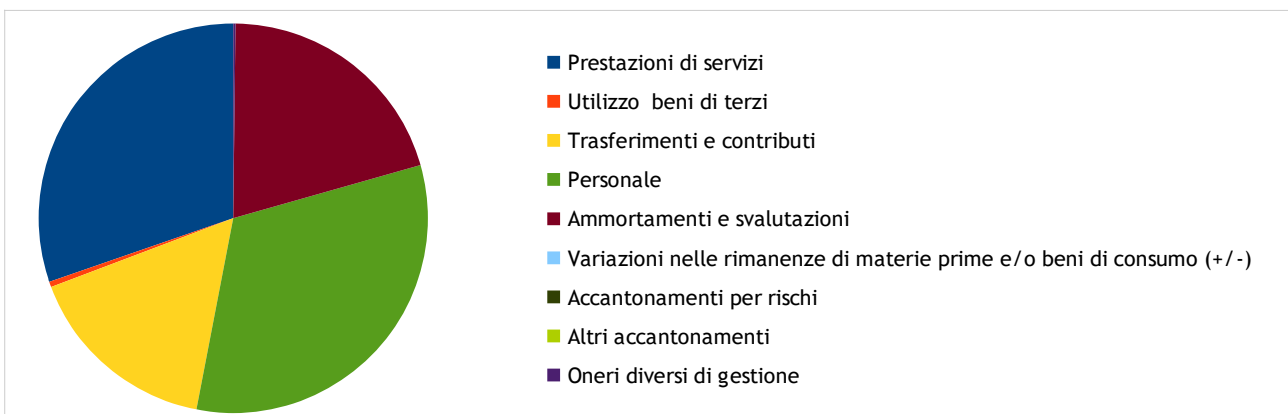 Prestazioni di servizi
Utilizzo beni di terzi
Trasferimenti e contributi
Personale
Ammortamenti e svalutazioni
Variazioni nelle rimanenze di materie prime e/o beni di consumo (+/-)
Accantonamenti per rischi
Altri accantonamenti
Oneri diversi di gestione